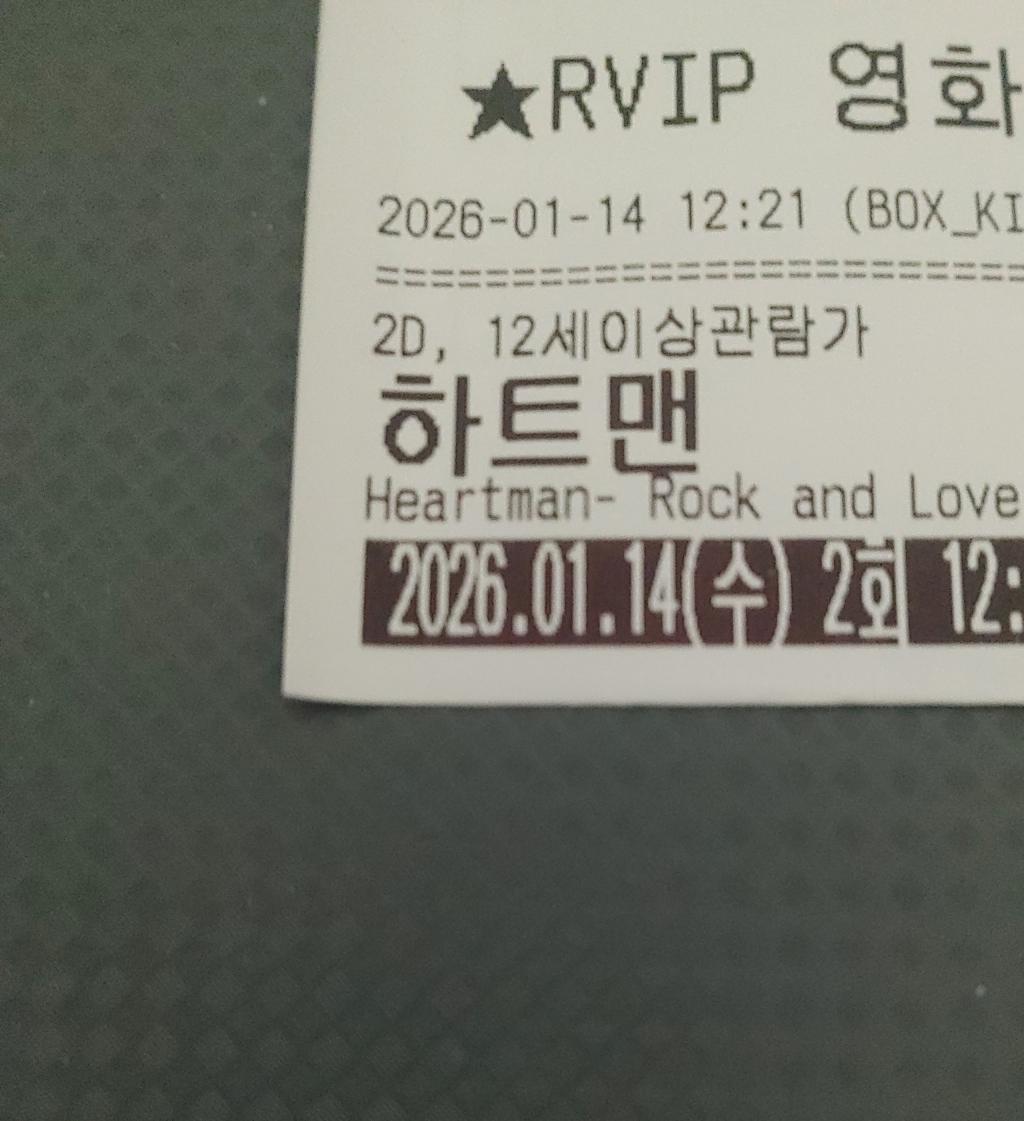 ★RVIP 영화
2026-01-14 12:21 (BOX_KI
==============================
2D, 12세이상관람가
하트맨
Heartman- Rock and Love
2026.01.14(수) 2회 12: